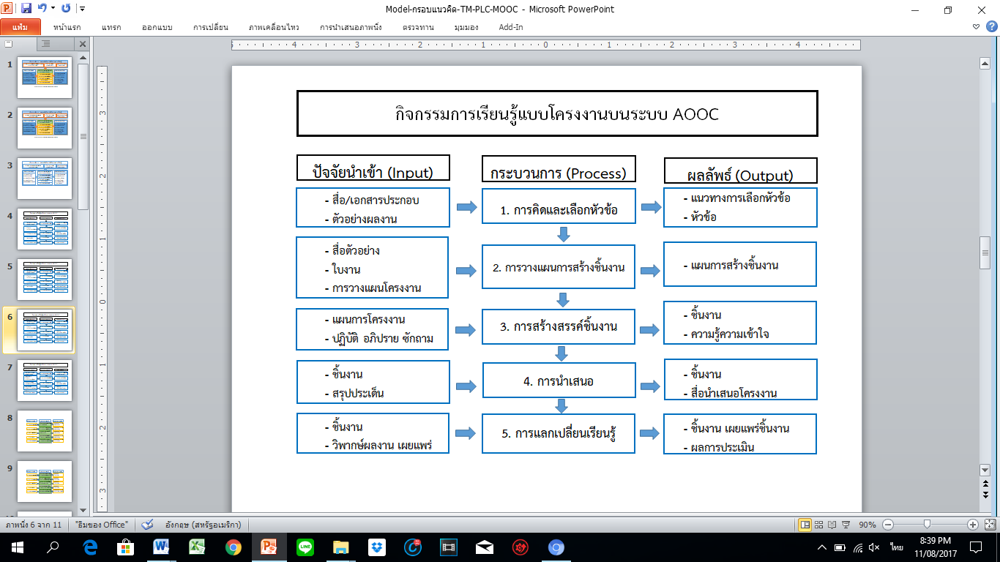 Model-กรอบแนวคิด-TM-PLC-MOOC - Microsoft PowerPoint
แฟ้ม หน้าแรก แทรก ออกแบบ การเปลี่ยน ภาพเคลื่อนไหว การนำเสนอภาพนิ่ง ตรวจทาน มุมมอง Add-In
4 3 2 1 0 1 2 3 4
3 2 1 0 1 2 3
1
2
3
4
5
6
7
8
9
กิจกรรมการเรียนรู้แบบโครงงานบนระบบ AOOC
ปัจจัยนำเข้า (Input)
กระบวนการ (Process)
ผลลัพธ์ (Output)
- สื่อ/เอกสารประกอบ
- ตัวอย่างผลงาน
1. การคิดและเลือกหัวข้อ
- แนวทางการเลือกหัวข้อ
- หัวข้อ
- สื่อตัวอย่าง
- ใบงาน
- การวางแผนโครงงาน
2. การวางแผนการสร้างชิ้นงาน
- แผนการสร้างชิ้นงาน
- แผนการโครงงาน
- ปฏิบัติ อภิปราย ซักถาม
3. การสร้างสรรค์ชิ้นงาน
- ชิ้นงาน
- ความรู้ความเข้าใจ
- ชิ้นงาน
- สรุปประเด็น
4. การนำเสนอ
- ชิ้นงาน
- สื่อนำเสนอโครงงาน
- ชิ้นงาน
- วิพากษ์ผลงาน เผยแพร่
5. การแลกเปลี่ยนเรียนรู้
- ชิ้นงาน เผยแพร่ชิ้นงาน
- ผลการประเมิน
ภาพนิ่ง 6 จาก 11 "ธีมของ Office" อังกฤษ (สหรัฐอเมริกา) 90%
ไทย
8:39 PM
11/08/2017